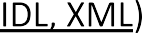 IDL, XML)